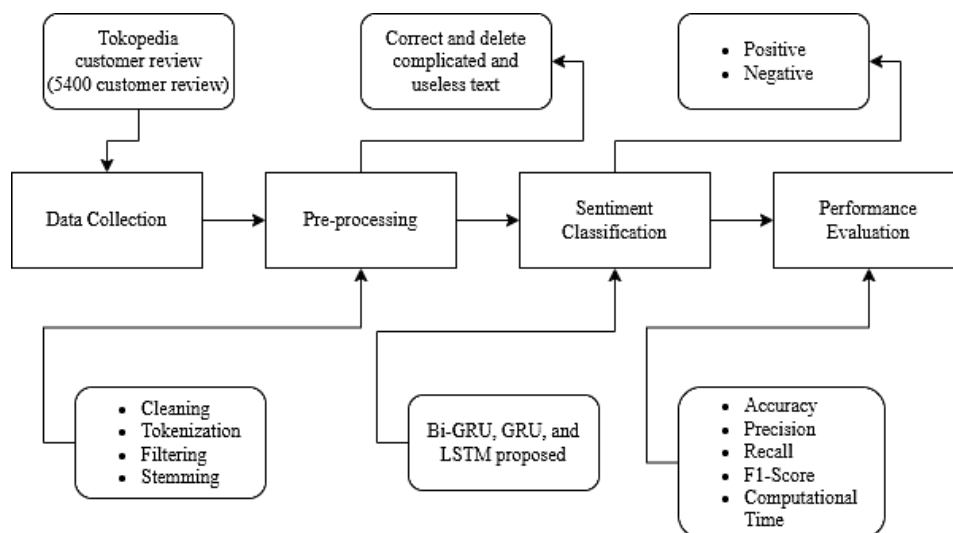 Tokopedia
customer review
(5400 customer review)
Correct and delete
complicated and
useless text
• Positive
• Negative
Data Collection
Pre-processing
Sentiment
Classification
Performance
Evaluation
• Cleaning
• Tokenization
• Filtering
• Stemming
Bi-GRU, GRU, and
LSTM proposed
• Accuracy
• Precision
• Recall
• F1-Score
• Computational
Time